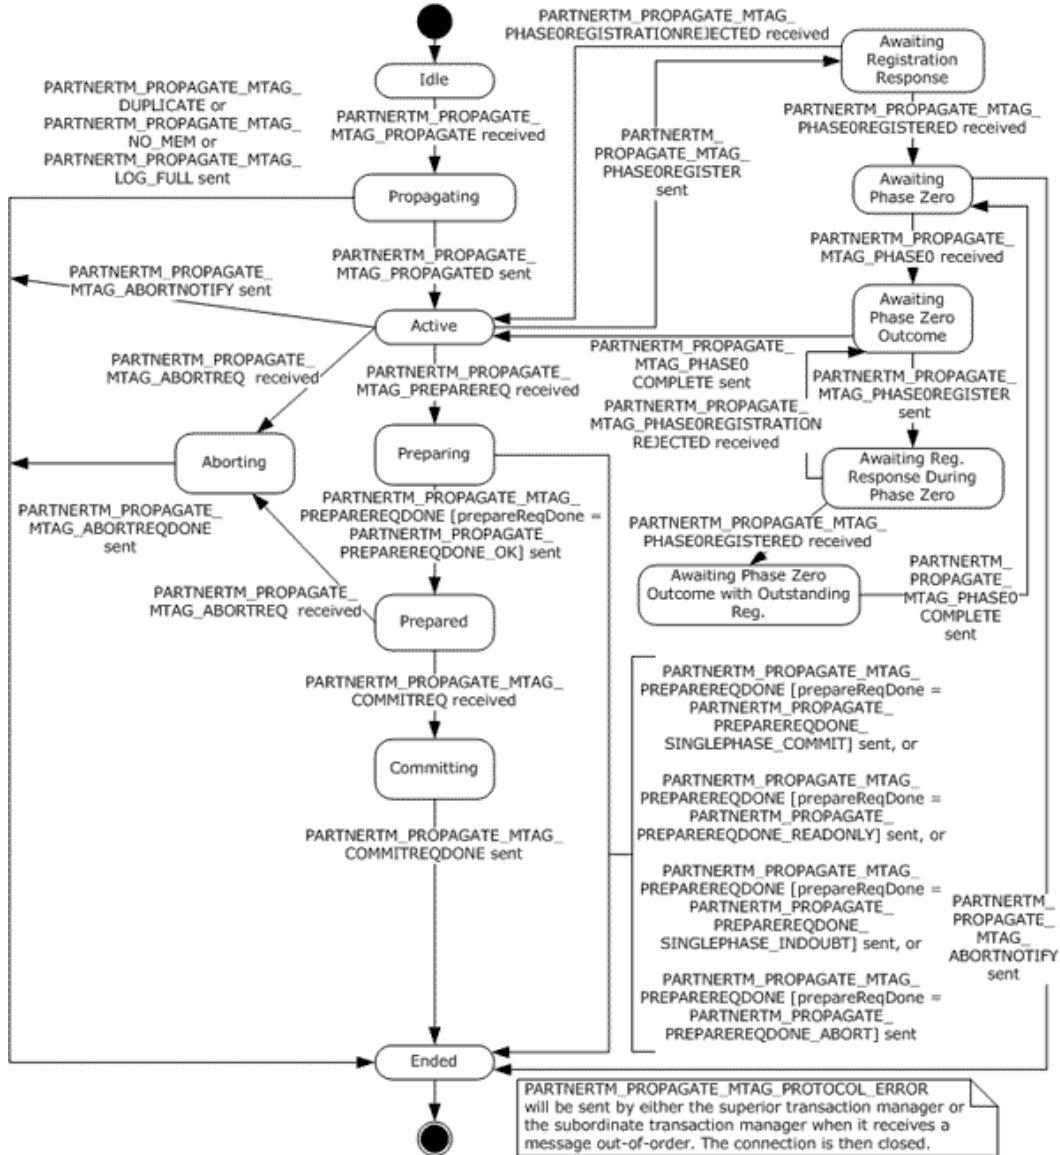 PARTNERTM_PROPAGATE_MTAG_
PHASE0REGISTRATIONREJECTED received
Awaiting
Registration
Response
Idle
PARTNERTM_PROPAGATE_MTAG_
DUPLICATE or
PARTNERTM_PROPAGATE_MTAG_
NO_MEM or
PARTNERTM_PROPAGATE_MTAG_
LOG_FULL sent
PARTNERTM_PROPAGATE_
MTAG_PROPAGATE received
PARTNERTM_
PROPAGATE_MTAG_
PHASE0REGISTER
sent
PARTNERTM_PROPAGATE_MTAG_
PHASE0REGISTERED received
Propagating
Awaiting
Phase Zero
PARTNERTM_PROPAGATE_
MTAG_PROPAGATED sent
PARTNERTM_PROPAGATE_
MTAG_PHASE0 received
PARTNERTM_PROPAGATE_
MTAG_ABORTNOTIFY sent
Active
Awaiting
Phase Zero
Outcome
PARTNERTM_PROPAGATE_
MTAG_ABORTREQ received
PARTNERTM_PROPAGATE_
MTAG_PREPAREREQ received
PARTNERTM_PROPAGATE_
MTAG_PHASE0
COMPLETE sent
PARTNERTM_PROPAGATE_
MTAG_PHASE0REGISTER
sent
PARTNERTM_PROPAGATE_
MTAG_PHASE0REGISTRATION
REJECTED received
Aborting
Preparing
Awaiting Reg.
Response During
Phase Zero
PARTNERTM_PROPAGATE_
MTAG_ABORTREQDONE
sent
PARTNERTM_PROPAGATE_MTAG_
PREPAREREQDONE [prepareReqDone =
PARTNERTM_PROPAGATE_
PREPAREREQDONE_OK] sent
PARTNERTM_PROPAGATE_MTAG_
PHASE0REGISTERED received
Awaiting Phase Zero
Outcome with Outstanding
Reg.
PARTNERTM_
PROPAGATE_
MTAG_PHASE0
COMPLETE
sent
PARTNERTM_PROPAGATE_
MTAG_ABORTREQ received
Prepared
PARTNERTM_PROPAGATE_MTAG_
COMMITREQ received
Committing
PARTNERTM_PROPAGATE_MTAG_
COMMITREQDONE sent
PARTNERTM_PROPAGATE_MTAG_
PREPAREREQDONE [prepareReqDone =
PARTNERTM_PROPAGATE_
PREPAREREQDONE_
SINGLEPHASE_COMMIT] sent, or
PARTNERTM_PROPAGATE_MTAG_
PREPAREREQDONE [prepareReqDone =
PARTNERTM_PROPAGATE_
PREPAREREQDONE_READONLY] sent, or
PARTNERTM_PROPAGATE_MTAG_
PREPAREREQDONE [prepareReqDone =
PARTNERTM_PROPAGATE_
PREPAREREQDONE_
SINGLEPHASE_INDOUBT] sent, or
PARTNERTM_PROPAGATE_MTAG_
PREPAREREQDONE [prepareReqDone =
PARTNERTM_PROPAGATE_
PREPAREREQDONE_ABORT] sent
PARTNERTM_
PROPAGATE_
MTAG_
ABORTNOTIFY
sent
Ended
PARTNERTM_PROPAGATE_MTAG_PROTOCOL_ERROR
will be sent by either the superior transaction manager or
the subordinate transaction manager when it receives a
message out-of-order. The connection is then closed.